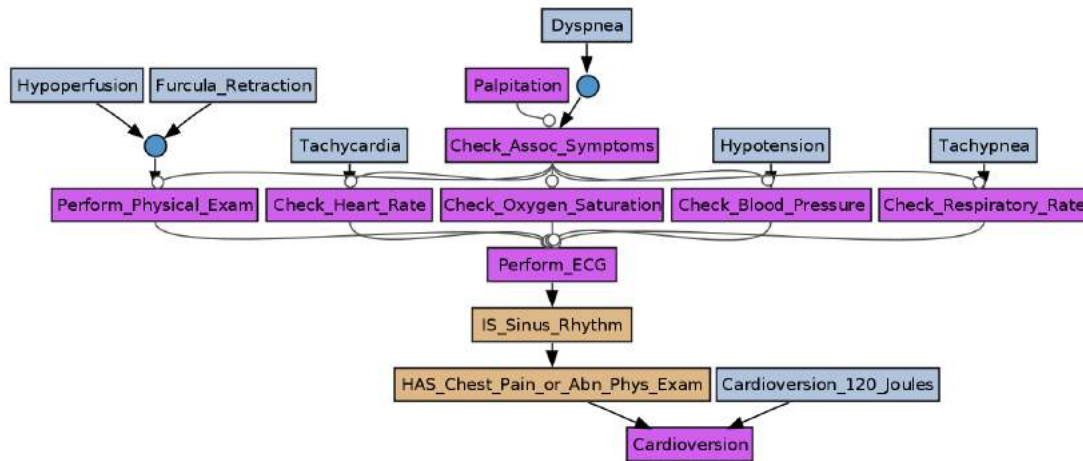 Dyspnea
Hypoperfusion
Furcula_Retraction
Palpitation
Tachycardia
Check_Assoc_Symptoms
Hypotension
Tachypnea
Perform_Physical_Exam
Check_Heart_Rate
Check_Oxygen_Saturation
Check_Blood_Pressure
Check_Respiratory_Rate
Perform_ECG
IS_Sinus_Rhythm
HAS_Chest_Pain_or_Abn_Phys_Exam
Cardioversion_120_Joules
Cardioversion